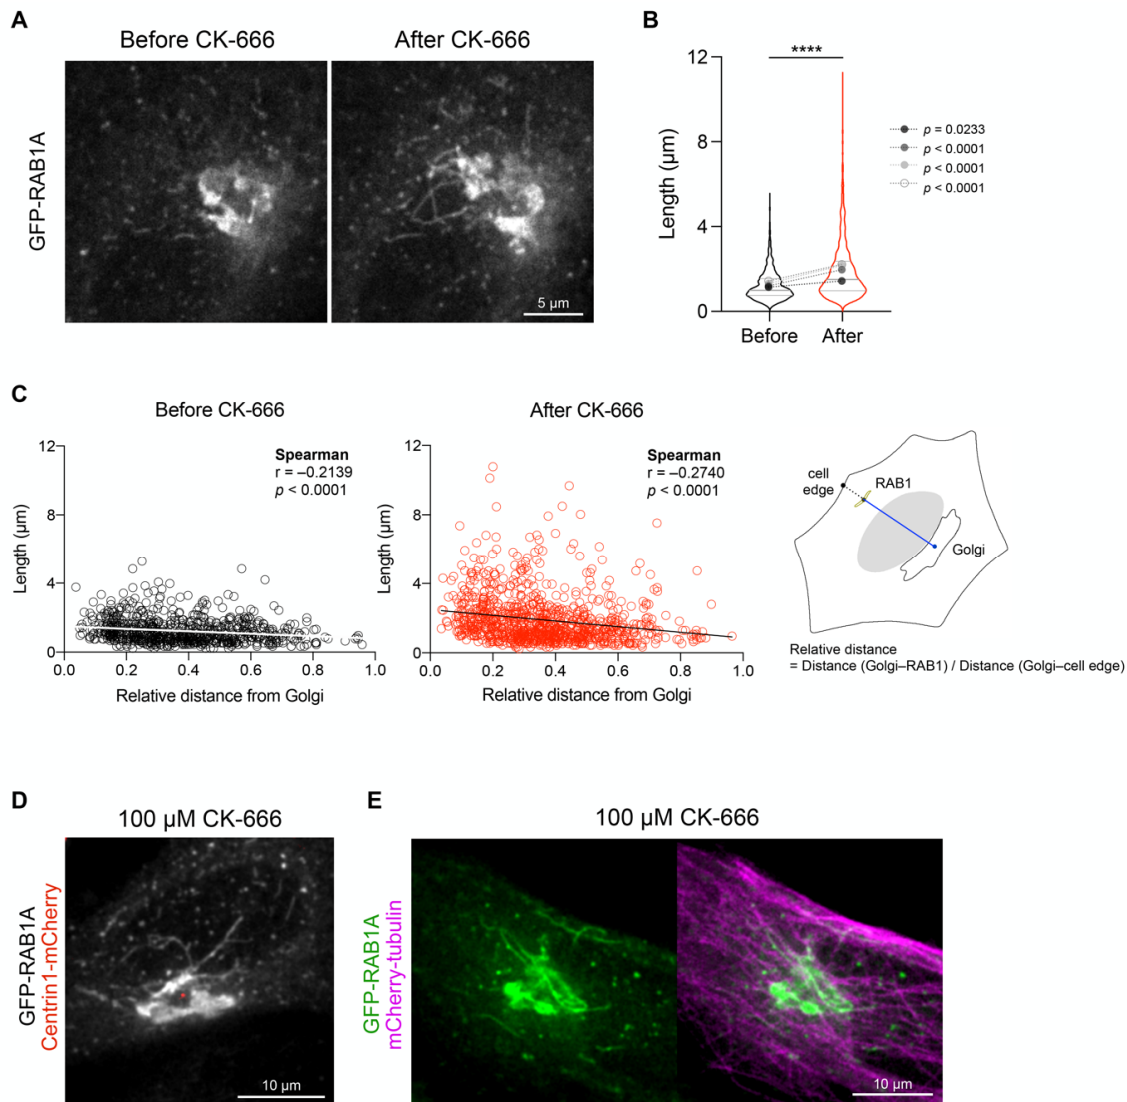 A
Before CK-666
After CK-666
GFP-RAB1A
5 µm
B
****
12
8
4
0
Length (µm)
Before
After
p = 0.0233
p < 0.0001
p < 0.0001
p < 0.0001
C
Before CK-666
12
8
4
0
Length (µm)
Spearman
r = –0.2139
p < 0.0001
0.0
0.2
0.4
0.6
0.8
1.0
Relative distance from Golgi
After CK-666
12
8
4
0
Length (µm)
Spearman
r = –0.2740
p < 0.0001
0.0
0.2
0.4
0.6
0.8
1.0
Relative distance from Golgi
cell
edge
RAB1
Golgi
Relative distance
= Distance (Golgi–RAB1) / Distance (Golgi–cell edge)
D
100 µM CK-666
GFP-RAB1A
Centrin1-mCherry
10 µm
E
100 µM CK-666
GFP-RAB1A
mCherry-tubulin
10 µm